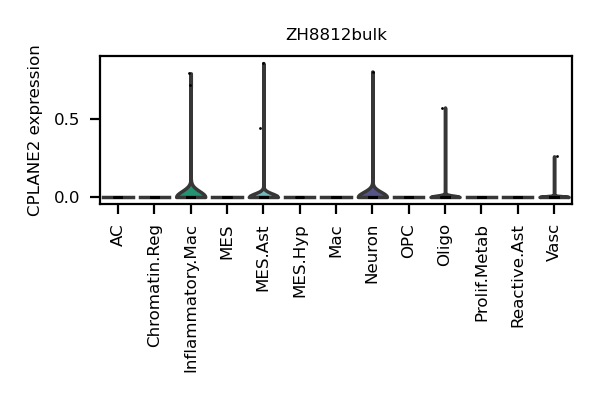 ZH8812bulk
CPLANE2 expression
0.5
0.0
AC
Chromatin.Reg
Inflammatory.Mac
MES
MES.Ast
MES.Hyp
Mac
Neuron
OPC
Oligo
Prolif.Metab
Reactive.Ast
Vasc